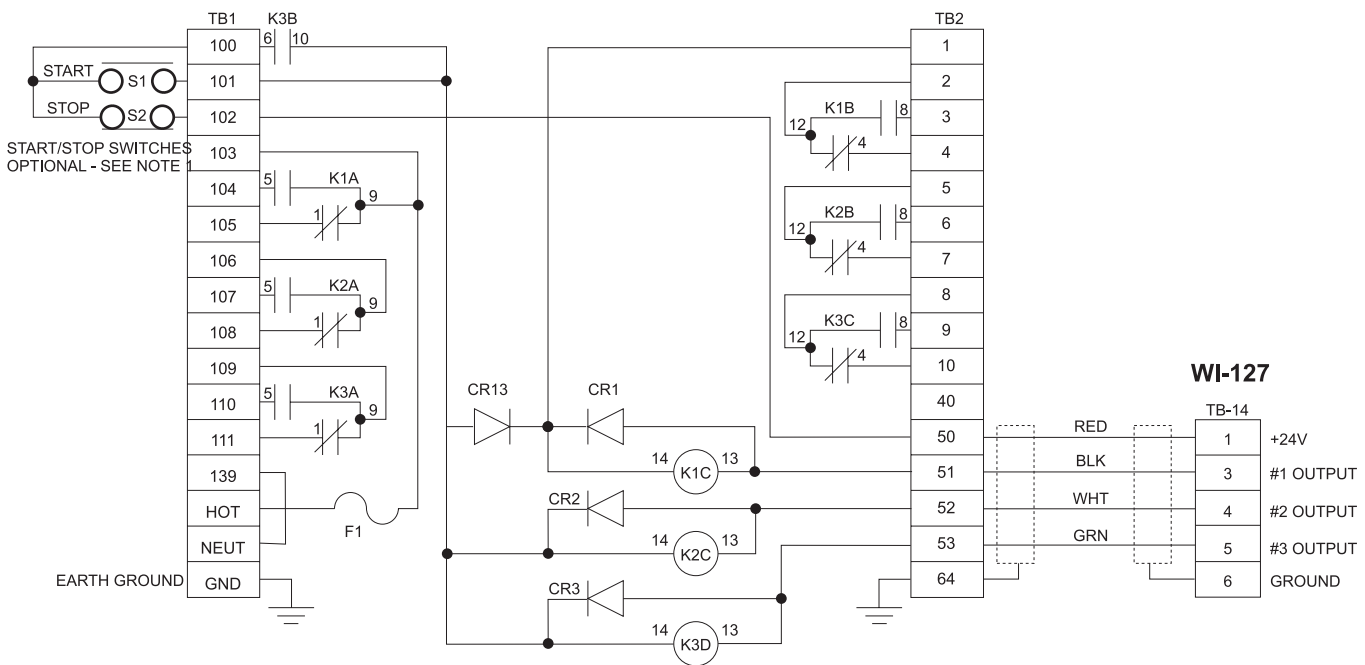 TB1 K3B
TB2
100 6 10
1
START S1 101
2
STOP S2 102
K1B 8 3
12
START/STOP SWITCHES
OPTIONAL - SEE NOTE 1
103
4 4
104 5 K1A
9
5
105 1
K2B 8 6
12
106
4 7
107 5 K2A
9
8
108 1
K3C 8 9
12
109
4 10
WI-127
110 5 K3A
9
CR13 CR1
40
TB-14
111 1
50 RED 1 +24V
139
14 K1C 13 51 BLK 3 #1 OUTPUT
HOT
F1
CR2
52 WHT 4 #2 OUTPUT
NEUT
14 K2C 13
53 GRN 5 #3 OUTPUT
EARTH GROUND GND
CR3
64
6 GROUND
14 K3D 13